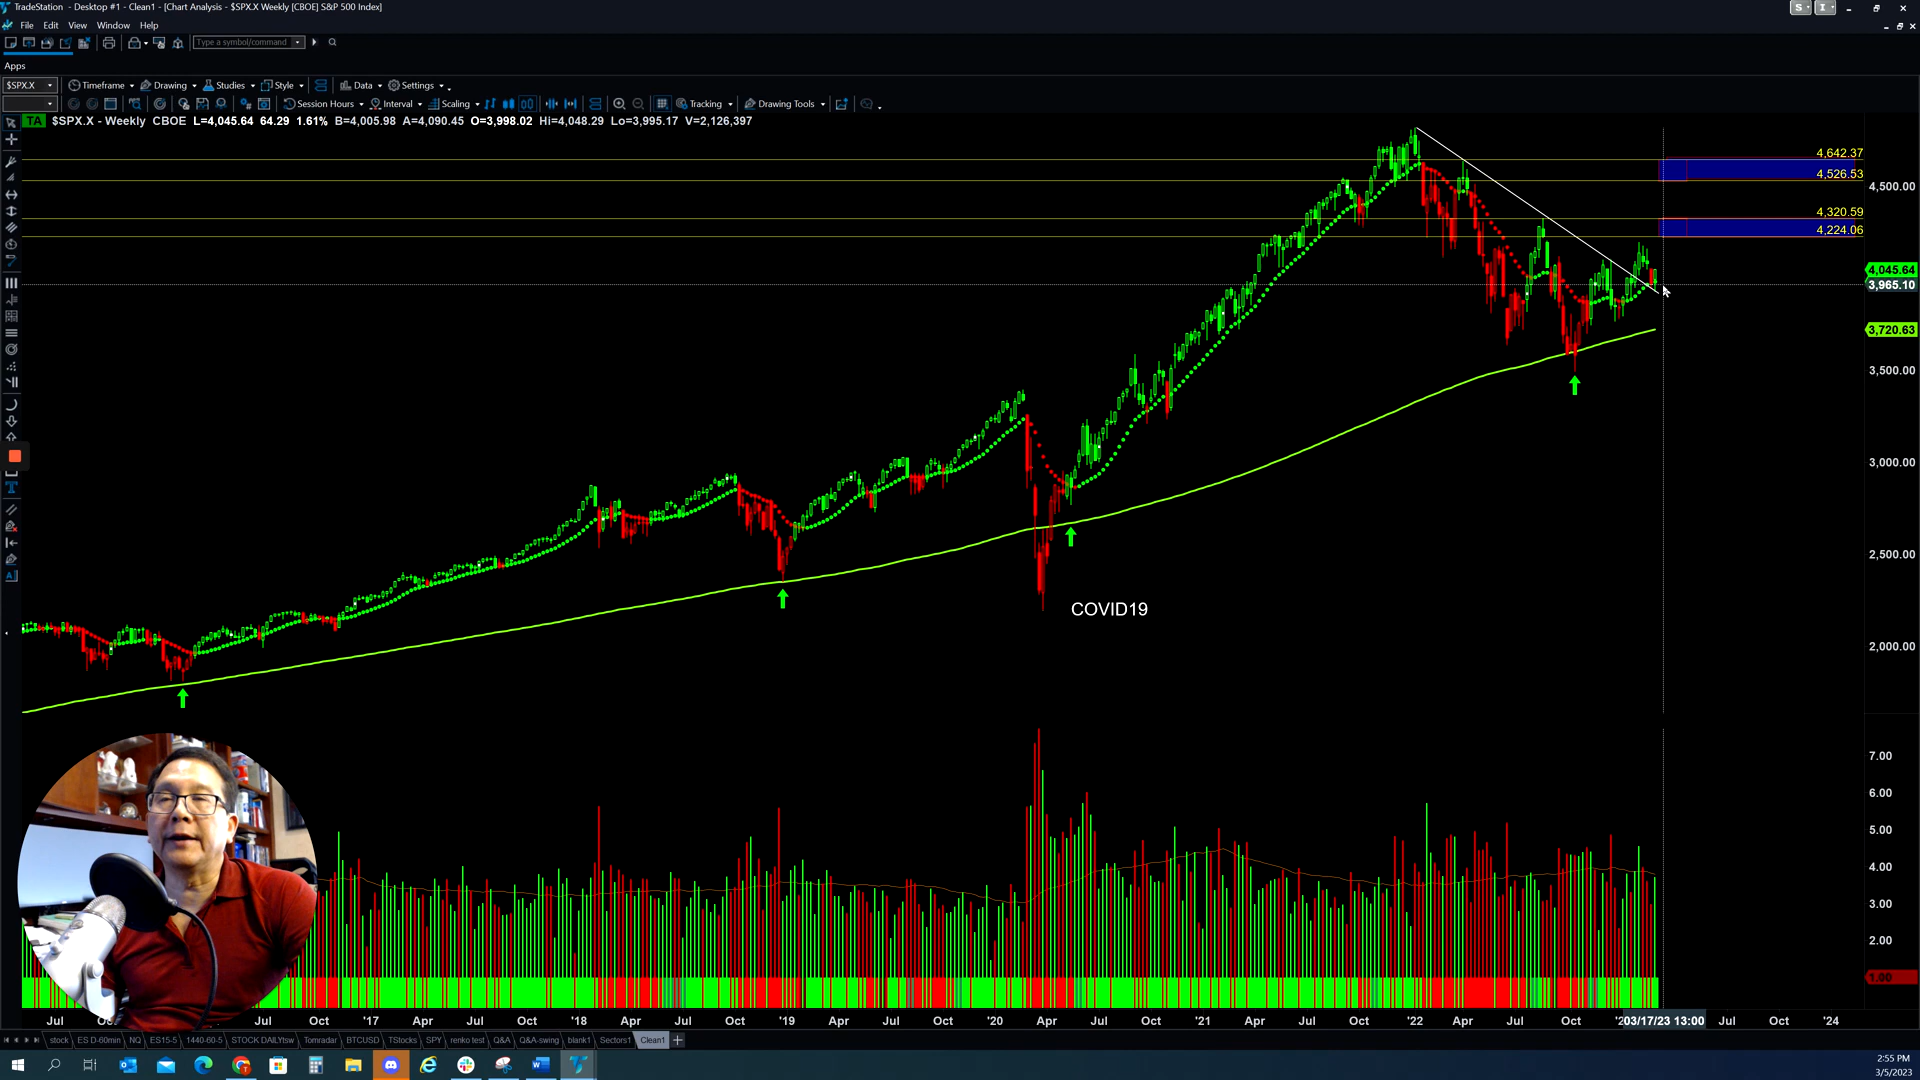 TradeStation - Desktop #1 - Clean1 - [Chart Analysis - $SPX.X Weekly [CBOE] S&P 500 Index]
S I
File Edit View Window Help
Type a symbol/command
Apps
$SPX.X Timeframe Drawing Studies Style Data Settings
Session Hours Interval Scaling Tracking Drawing Tools
TA $SPX.X - Weekly CBOE L=4,045.64 64.29 1.61% B=4,005.98 A=4,090.45 O=3,998.02 Hi=4,048.29 Lo=3,995.17 V=2,126,397
4,642.37
4,526.53
4,500.00
4,320.59
4,224.06
4,045.64
3,965.10
3,720.63
3,500.00
3,000.00
2,500.00
COVID19
2,000.00
7.00
6.00
5.00
4.00
3.00
2.00
1.00
Jul Jul Oct '17 Apr Jul Oct '18 Apr Jul Oct '19 Apr Jul Oct '20 Apr Jul Oct '21 Apr Jul Oct '22 Apr Jul Oct 03/17/23 13:00 Jul Oct '24
stock ES D-60min NQ ES15-5 1440-60-5 STOCK DAILYtsw Tomradar BTCUSD TStocks SPY renko test Q&A Q&A-swing blank1 Sectors1 Clean1
2:55 PM
3/5/2023